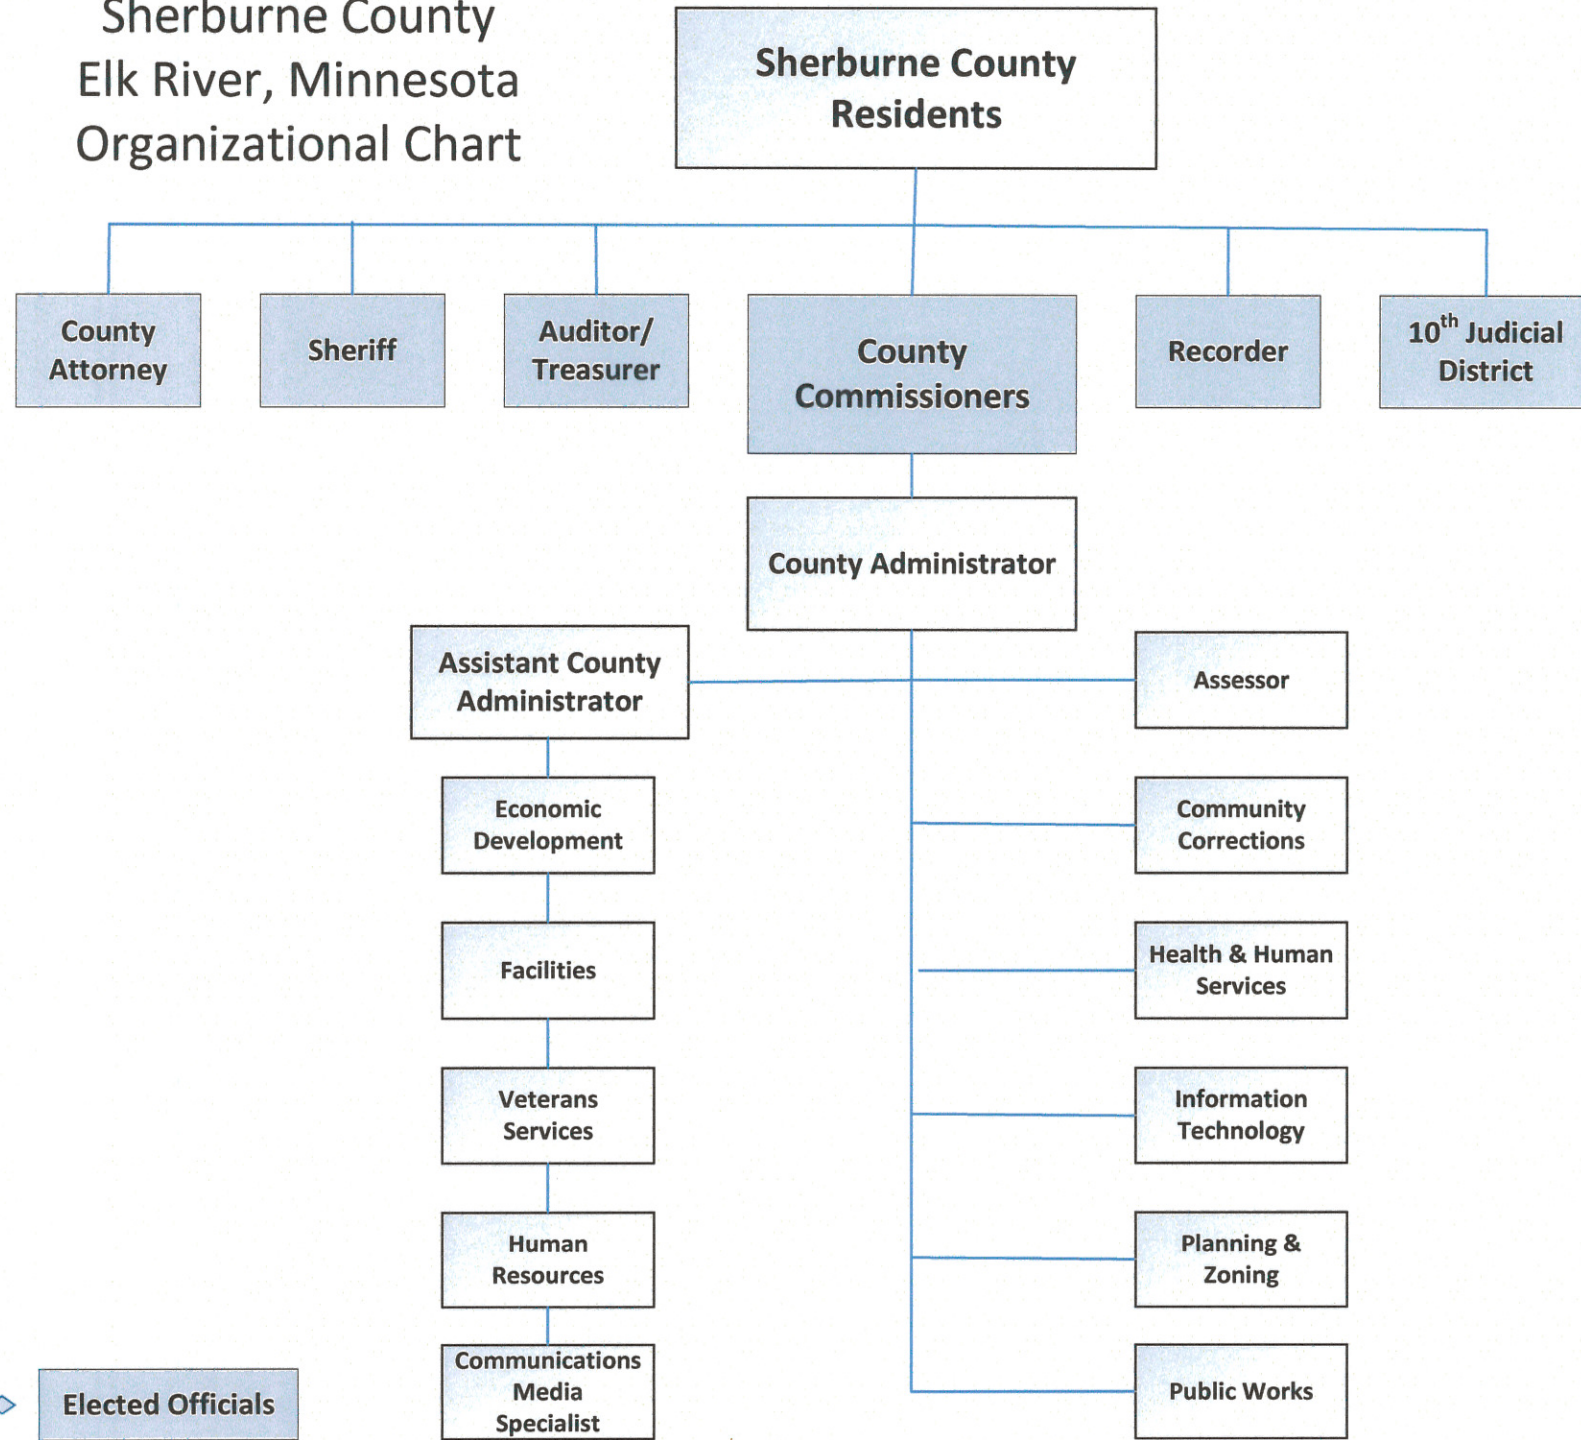 Sherburne County
Elk River, Minnesota
Organizational Chart
Sherburne County
Residents
County
Attorney
Sheriff
Auditor/
Treasurer
County
Commissioners
Recorder
10th Judicial
District
County Administrator
Assistant County
Administrator
Assessor
Economic
Development
Community
Corrections
Facilities
Health & Human
Services
Veterans
Services
Information
Technology
Human
Resources
Planning &
Zoning
Communications
Media
Specialist
Public Works
Elected Officials